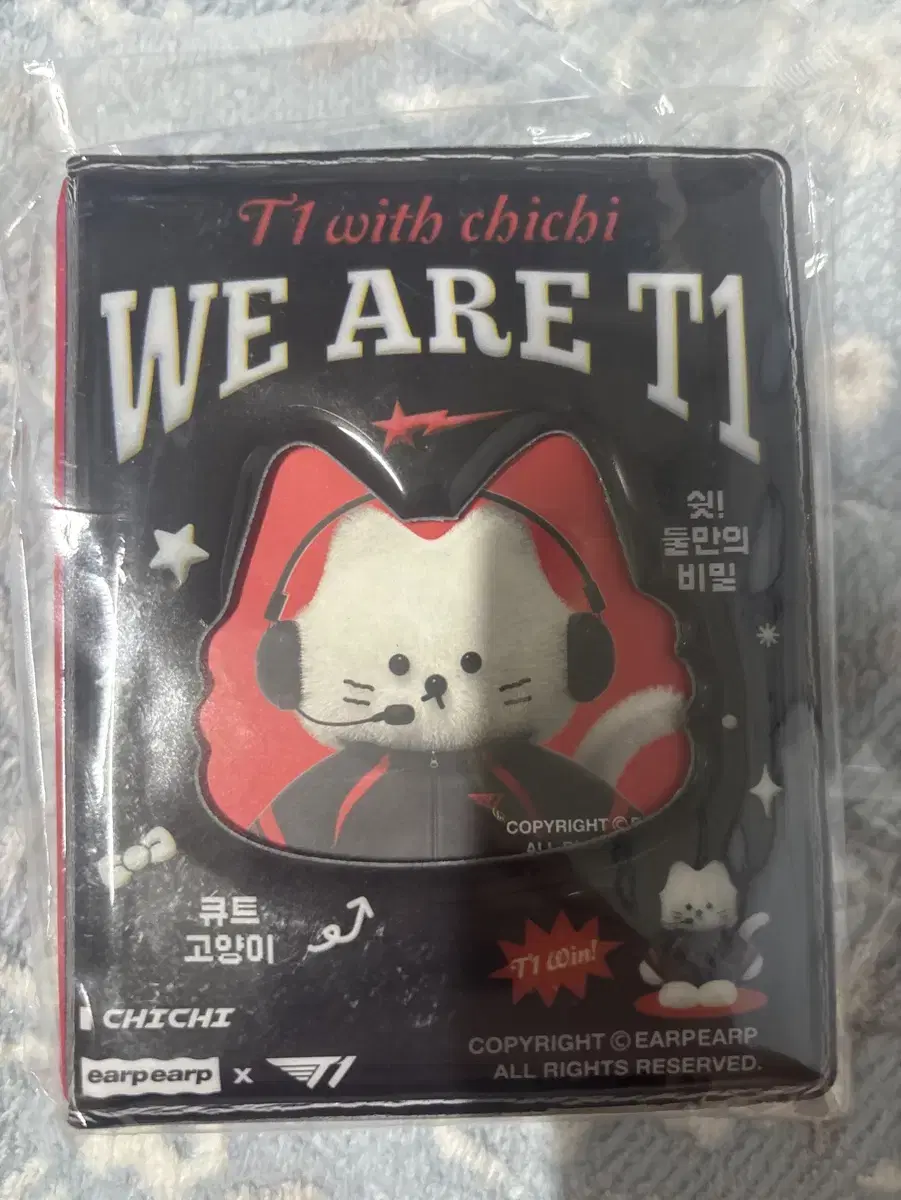 T1 with chichi
WE ARE T1
쉿!
둘만의
비밀
COPYRIGHT ©
큐트
고양이
T1 Win!
CHICHI
earpearp x T1
COPYRIGHT © EARPEARP
ALL RIGHTS RESERVED.